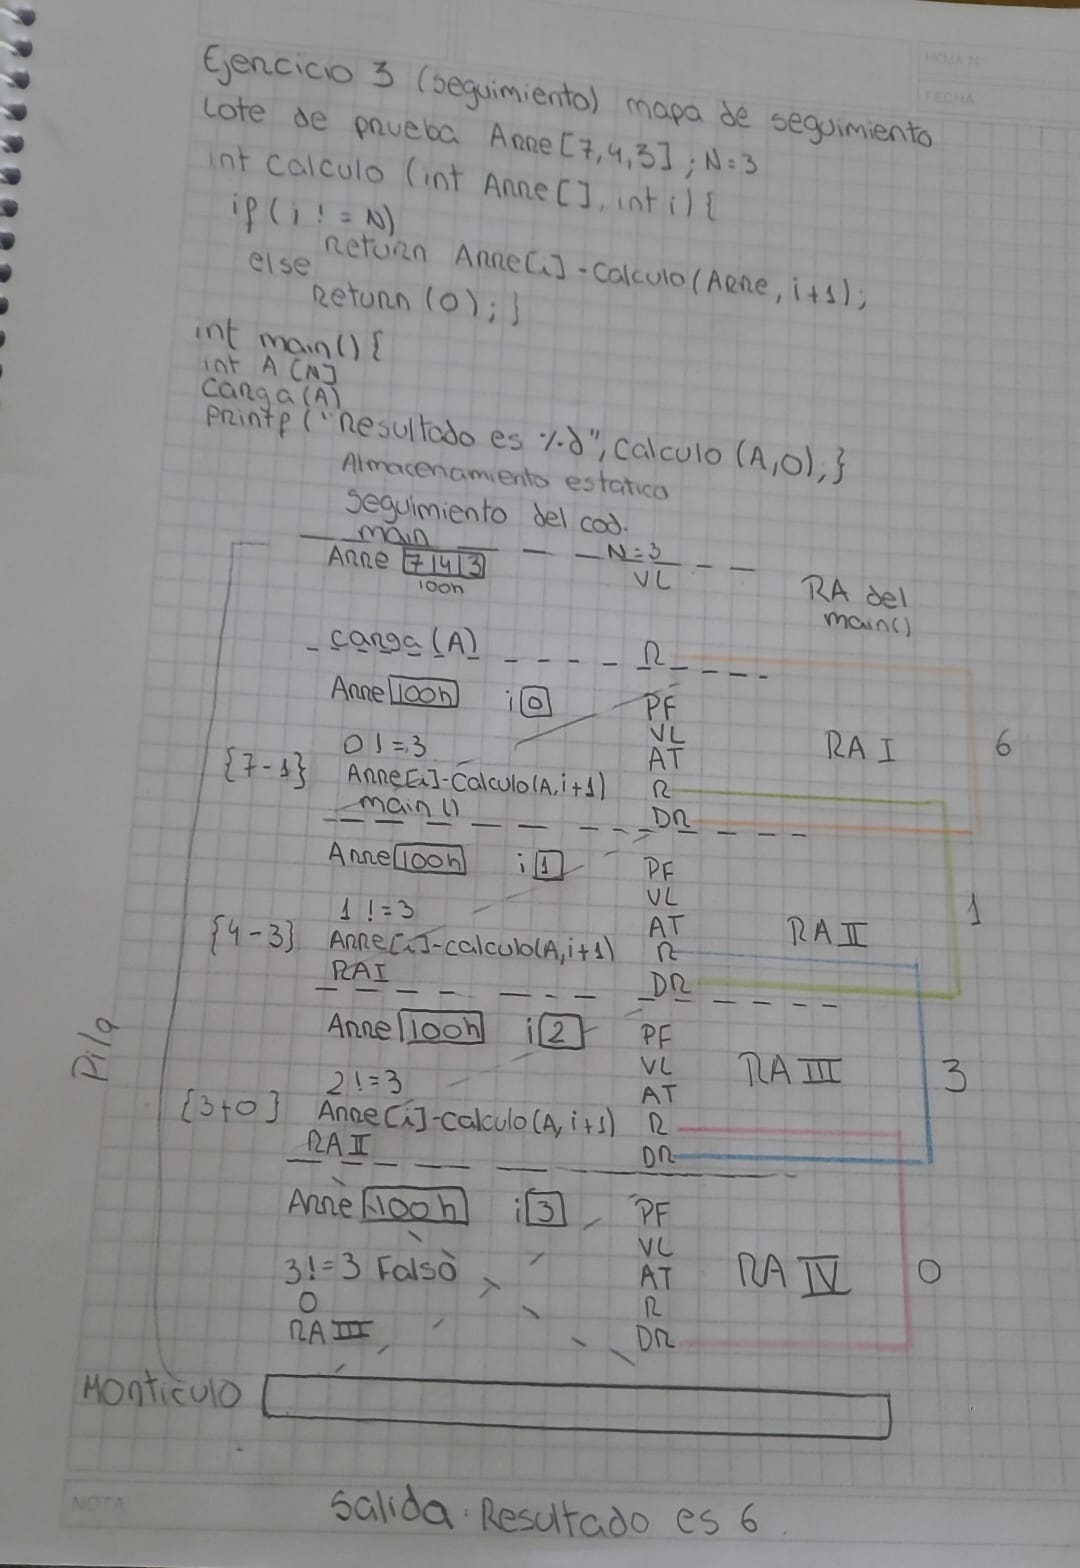 HOJA N°
FECHA
Ejercicio 3 (seguimiento) mapa de seguimiento
Lote de prueba Arre[7,4,3]; N=3
int calculo (int Arre[], int i){
if(i != N)
Return Arre[i]-calculo(Arre, i+1);
else
Return (0); }
int main(){
int A[N]
carga(A)
printf("Resultado es %d", calculo (A,0), }
Almacenamiento estatico
seguimiento del cod.
main
Arre 7 4 3 N=3
100h VL RA del
main()
carga(A) R
Arre 100h i 0 PF
VL
0!=3 AT RA I 6
{7-1} Arre[i]-Calculo(A, i+1) R
main() DR
Arre 100h i 1 PF
VL
1!=3 AT RA II 1
{4-3} Arre[i]-calculo(A, i+1) R
RAI DR
Arre 100h i 2 PF
Pila
VL RA III 3
2!=3 AT
{3+0} Arre[i]-calculo(A, i+1) R
RA II DR
Arre 100h i 3 PF
VL
3!=3 Falso AT RA IV 0
0 R
RA III DR
Monticulo
NOTA
Salida. Resultado es 6.